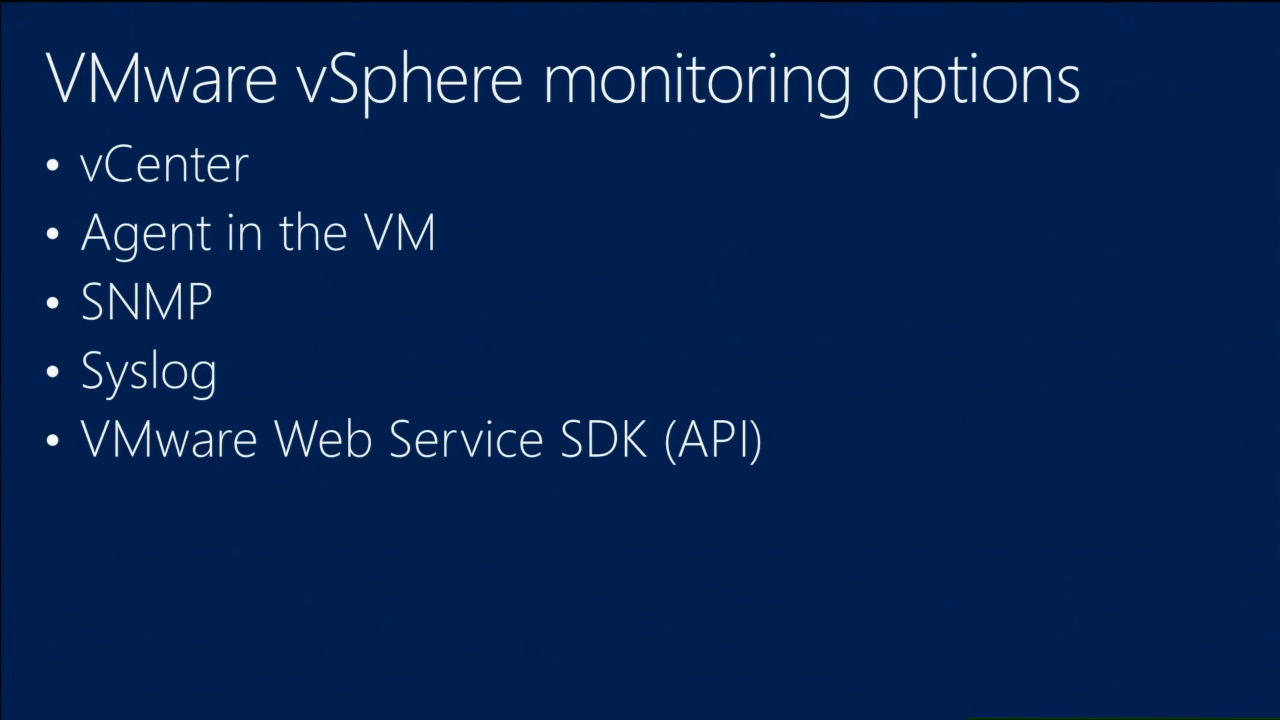 VMware vSphere monitoring options
• vCenter
• Agent in the VM
• SNMP
• Syslog
• VMware Web Service SDK (API)